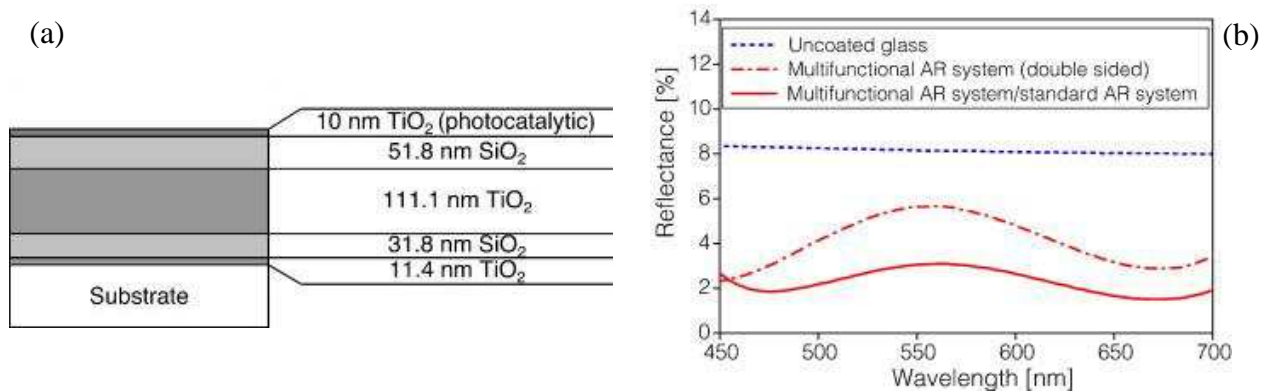 (a)
10 nm TiO₂ (photocatalytic)
51.8 nm SiO₂
111.1 nm TiO₂
31.8 nm SiO₂
11.4 nm TiO₂
Substrate
(b)
Reflectance [%]
14
12
10
8
6
4
2
0
Uncoated glass
Multifunctional AR system (double sided)
Multifunctional AR system/standard AR system
450 500 550 600 650 700
Wavelength [nm]